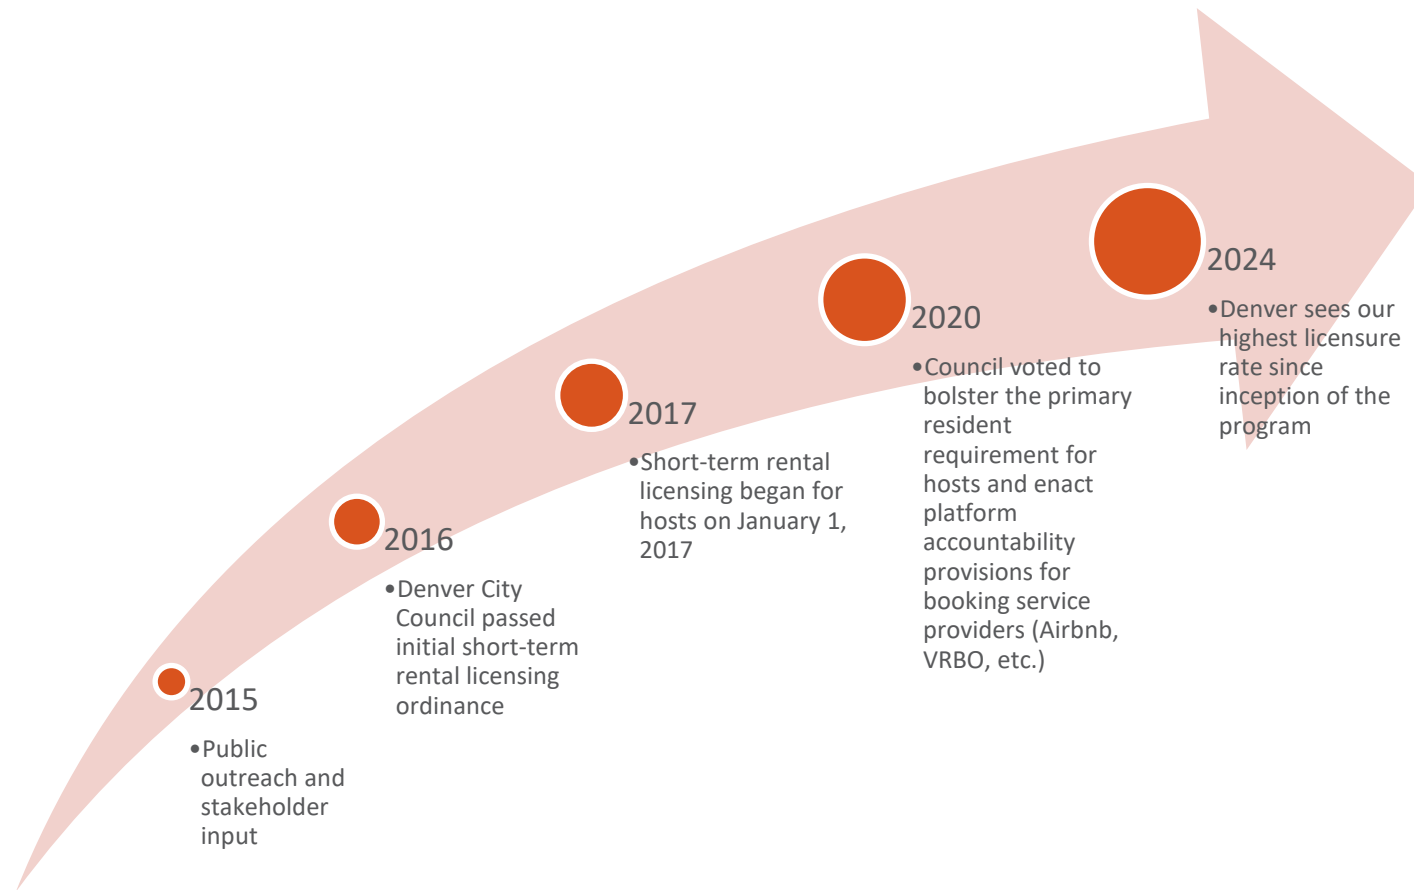 2015
•Public
outreach and
stakeholder
input
2016
•Denver City
Council passed
initial short-term
rental licensing
ordinance
2017
•Short-term rental
licensing began for
hosts on January 1,
2017
2020
•Council voted to
bolster the primary
resident
requirement for
hosts and enact
platform
accountability
provisions for
booking service
providers (Airbnb,
VRBO, etc.)
2024
•Denver sees our
highest licensure
rate since
inception of the
program